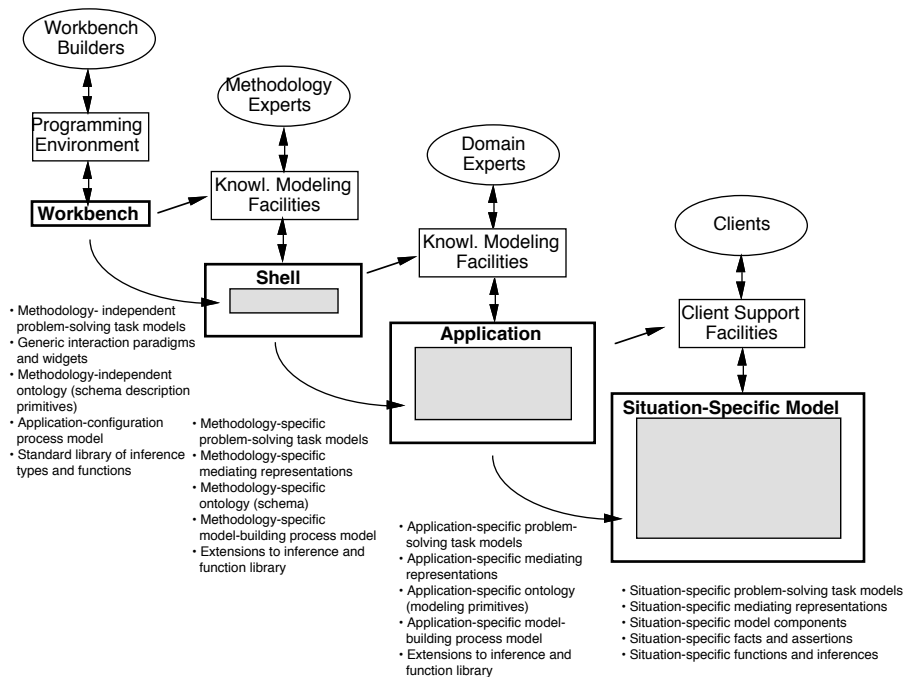 Workbench
Builders
Programming
Environment
Workbench
Methodology
Experts
Knowl. Modeling
Facilities
Shell
Domain
Experts
Knowl. Modeling
Facilities
Application
Clients
Client Support
Facilities
Situation-Specific Model
• Methodology- independent
problem-solving task models
• Generic interaction paradigms
and widgets
• Methodology-independent
ontology (schema description
primitives)
• Application-configuration
process model
• Standard library of inference
types and functions
• Methodology-specific
problem-solving task models
• Methodology-specific
mediating representations
• Methodology-specific
ontology (schema)
• Methodology-specific
model-building process model
• Extensions to inference and
function library
• Application-specific problem-
solving task models
• Application-specific mediating
representations
• Application-specific ontology
(modeling primitives)
• Application-specific model-
building process model
• Extensions to inference and
function library
• Situation-specific problem-solving task models
• Situation-specific mediating representations
• Situation-specific model components
• Situation-specific facts and assertions
• Situation-specific functions and inferences